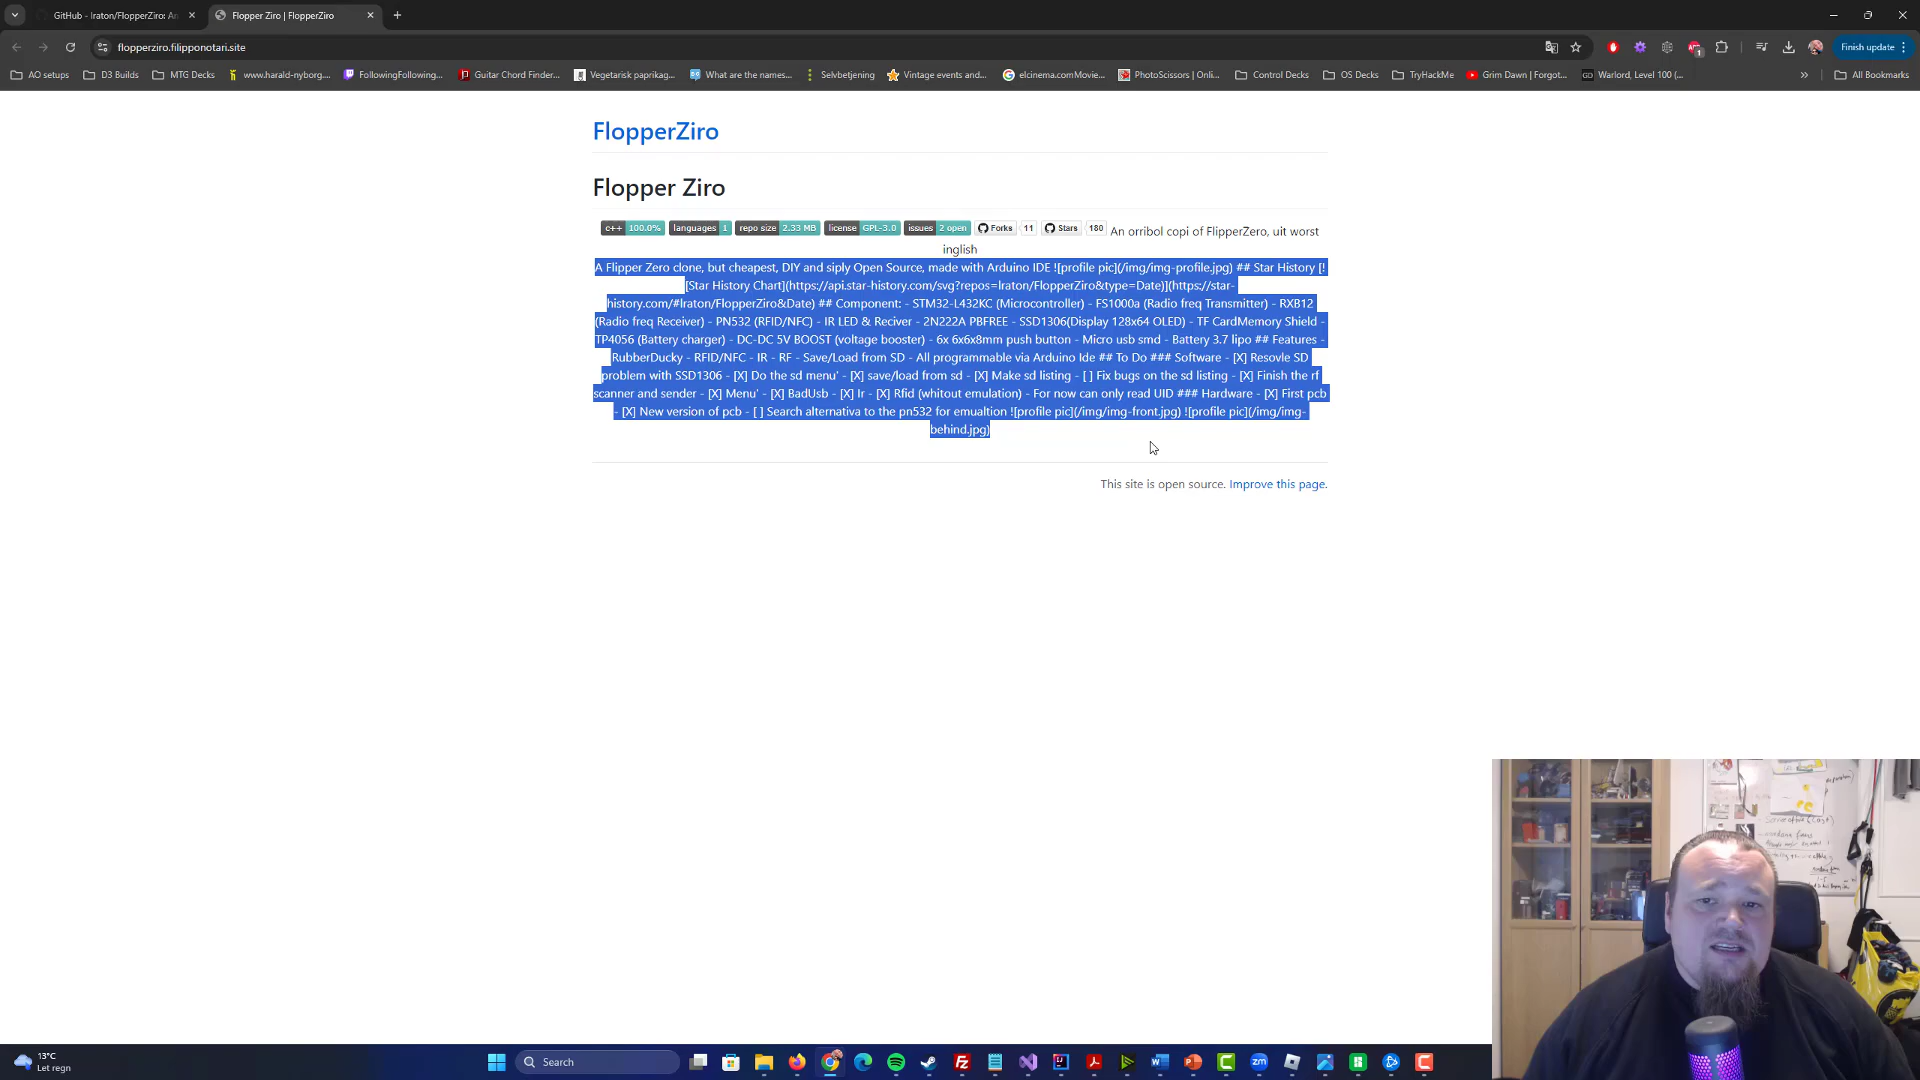 GitHub - lraton/FlopperZiro: An
Flopper Ziro | FlopperZiro
flopperziro.filipponotari.site
Finish update
AO setups
D3 Builds
MTG Decks
www.harald-nyborg....
FollowingFollowing...
Guitar Chord Finder...
Vegetarisk paprikag...
What are the names...
Selvbetjening
Vintage events and...
elcinema.comMovie...
PhotoScissors | Onli...
Control Decks
OS Decks
TryHackMe
Grim Dawn | Forgot...
Warlord, Level 100 (...
All Bookmarks
FlopperZiro
Flopper Ziro
c++ 100.0% languages 1 repo size 2.33 MB license GPL-3.0 issues 2 open Forks 11 Stars 180 An orribol copi of FlipperZero, uit worst
inglish
A Flipper Zero clone, but cheapest, DIY and siply Open Source, made with Arduino IDE ![profile pic](/img/img-profile.jpg) ## Star History [!
[Star History Chart](https://api.star-history.com/svg?repos=lraton/FlopperZiro&type=Date)](https://star-
history.com/#lraton/FlopperZiro&Date) ## Component: - STM32-L432KC (Microcontroller) - FS1000a (Radio freq Transmitter) - RXB12
(Radio freq Receiver) - PN532 (RFID/NFC) - IR LED & Reciver - 2N222A PBFREE - SSD1306(Display 128x64 OLED) - TF CardMemory Shield -
TP4056 (Battery charger) - DC-DC 5V BOOST (voltage booster) - 6x 6x6x8mm push button - Micro usb smd - Battery 3.7 lipo ## Features -
RubberDucky - RFID/NFC - IR - RF - Save/Load from SD - All programmable via Arduino Ide ## To Do ### Software - [X] Resovle SD
problem with SSD1306 - [X] Do the sd menu' - [X] save/load from sd - [X] Make sd listing - [ ] Fix bugs on the sd listing - [X] Finish the rf
scanner and sender - [X] Menu' - [X] BadUsb - [X] Ir - [X] Rfid (whitout emulation) - For now can only read UID ### Hardware - [X] First pcb
- [X] New version of pcb - [ ] Search alternativa to the pn532 for emualtion ![profile pic](/img/img-front.jpg) ![profile pic](/img/img-
behind.jpg)
This site is open source. Improve this page.
13°C
Let regn
Search